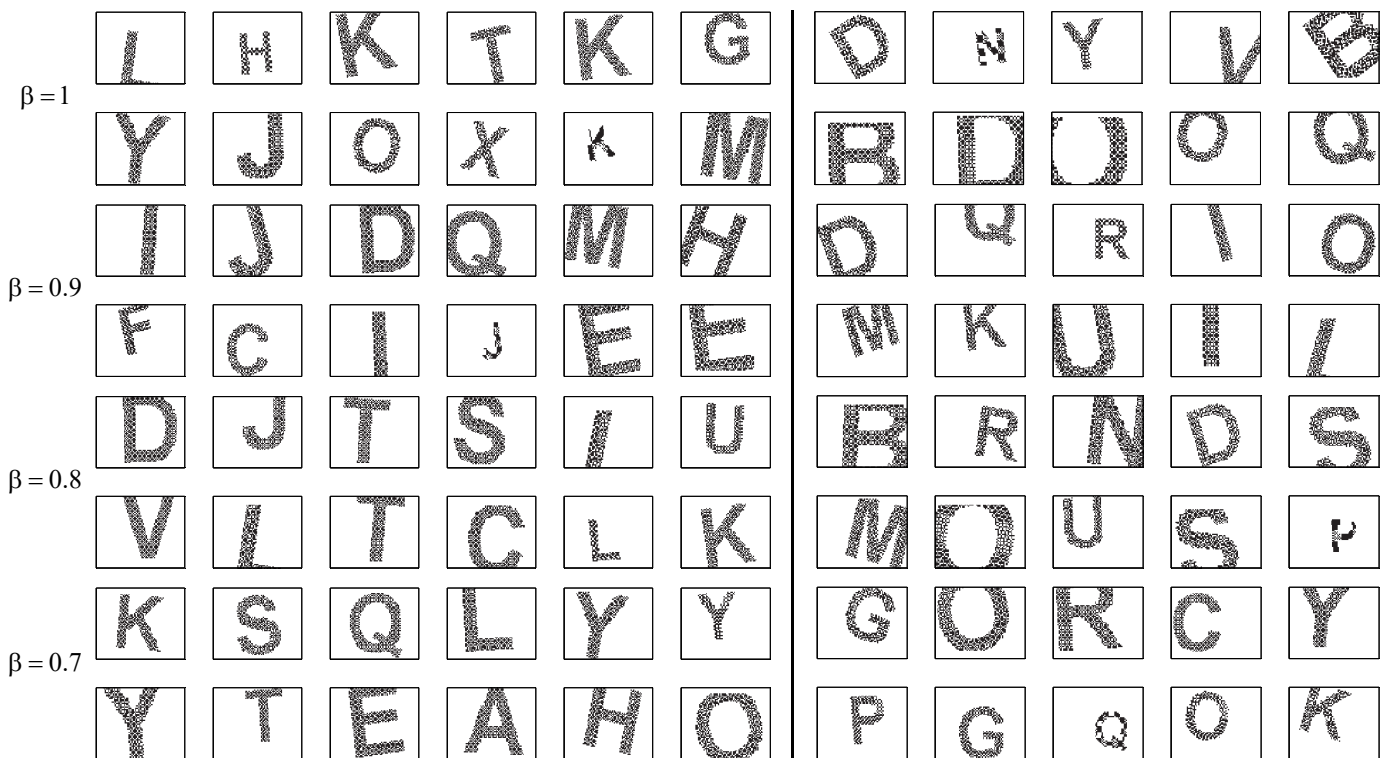 L H K T K G D N Y V B
β = 1
Y J O X K M R D O O Q
I J D Q M H D Q R I O
β = 0.9
F C I J E E M K U I L
D J T S I U R R N D S
β = 0.8
V L T C L K M O U S P
K S Q L Y Y G O R C Y
β = 0.7
Y T E A H O P G Q O K